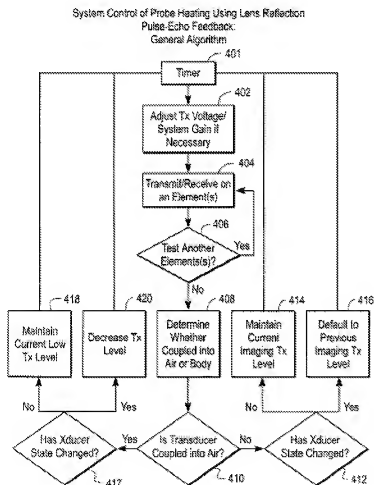 System Control of Probe Heating Using Lens Reflection
Pulse-Echo Feedback:
General Algorithm
401
Timer
402
Adjust Tx Voltage/
System Gain if
Necessary
404
Transmit/Receive on
an Element(s)
406
Test Another
Elements(s)?
Yes
No
418
Maintain
Current Low
Tx Level
420
Decrease Tx
Level
408
Determine
Whether
Coupled into
Air or Body
414
Maintain
Current
Imaging Tx
Level
416
Default to
Previous
Imaging Tx
Level
No
Yes
No
Yes
Has Xducer
State Changed?
417
Yes
Is Transducer
Coupled into Air?
410
No
Has Xducer
State Changed?
412